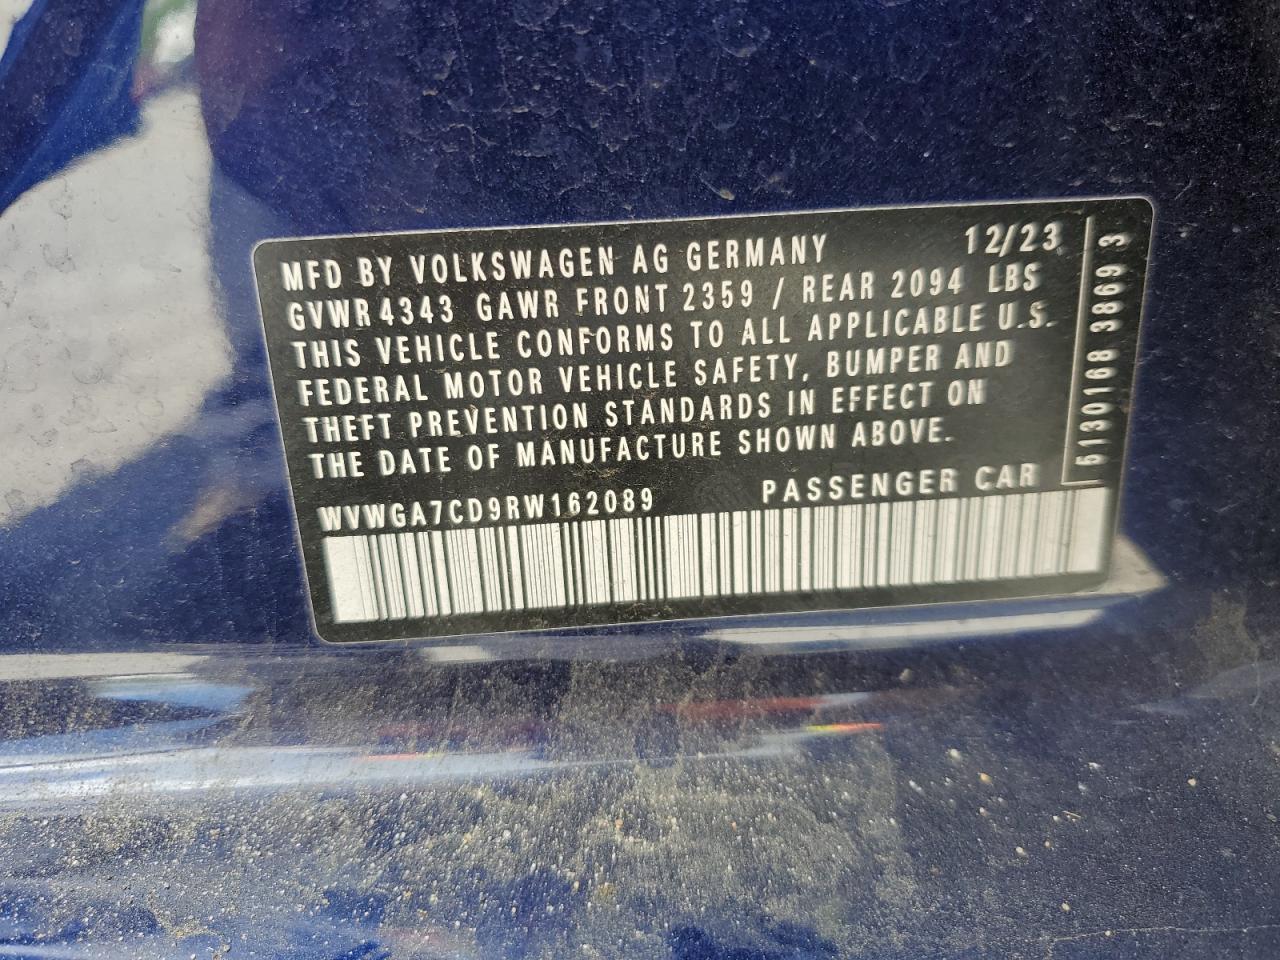 MFD BY VOLKSWAGEN AG GERMANY 12/23
GVWR 4343 GAWR FRONT 2359 / REAR 2094 LBS
THIS VEHICLE CONFORMS TO ALL APPLICABLE U.S.
FEDERAL MOTOR VEHICLE SAFETY, BUMPER AND
THEFT PREVENTION STANDARDS IN EFFECT ON
THE DATE OF MANUFACTURE SHOWN ABOVE.
WVWGA7CD9RW162089 PASSENGER CAR
6130168 3869 3